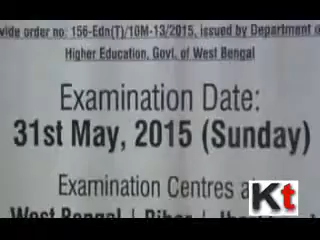 vide order no: 156-Edn(T)/10M-13/2015, issued by Department
Higher Education, Govt. of West Bengal
Examination Date:
31st May, 2015 (Sunday)
Examination Centres
West Bengal | Bihar
Kt